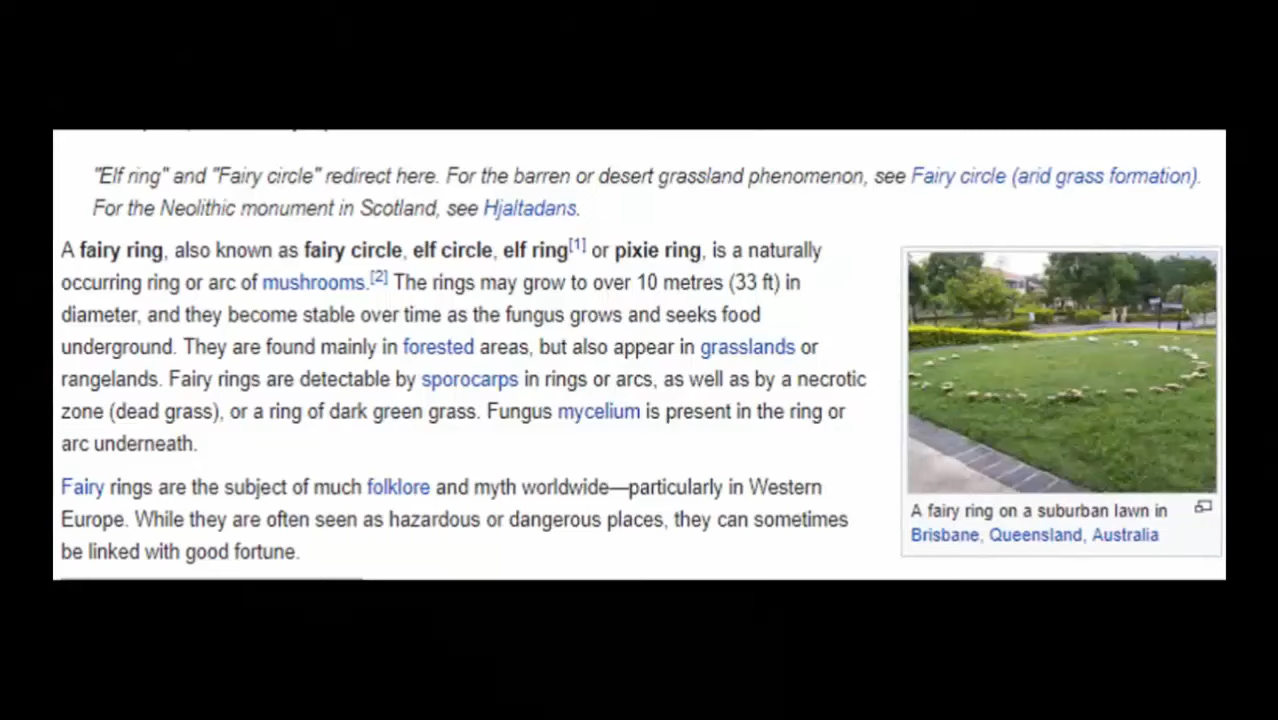 "Elf ring" and "Fairy circle" redirect here. For the barren or desert grassland phenomenon, see Fairy circle (arid grass formation).
For the Neolithic monument in Scotland, see Hjaltadans.
A fairy ring, also known as fairy circle, elf circle, elf ring[1] or pixie ring, is a naturally
occurring ring or arc of mushrooms.[2] The rings may grow to over 10 metres (33 ft) in
diameter, and they become stable over time as the fungus grows and seeks food
underground. They are found mainly in forested areas, but also appear in grasslands or
rangelands. Fairy rings are detectable by sporocarps in rings or arcs, as well as by a necrotic
zone (dead grass), or a ring of dark green grass. Fungus mycelium is present in the ring or
arc underneath.
Fairy rings are the subject of much folklore and myth worldwide—particularly in Western
Europe. While they are often seen as hazardous or dangerous places, they can sometimes
be linked with good fortune.
A fairy ring on a suburban lawn in
Brisbane, Queensland, Australia